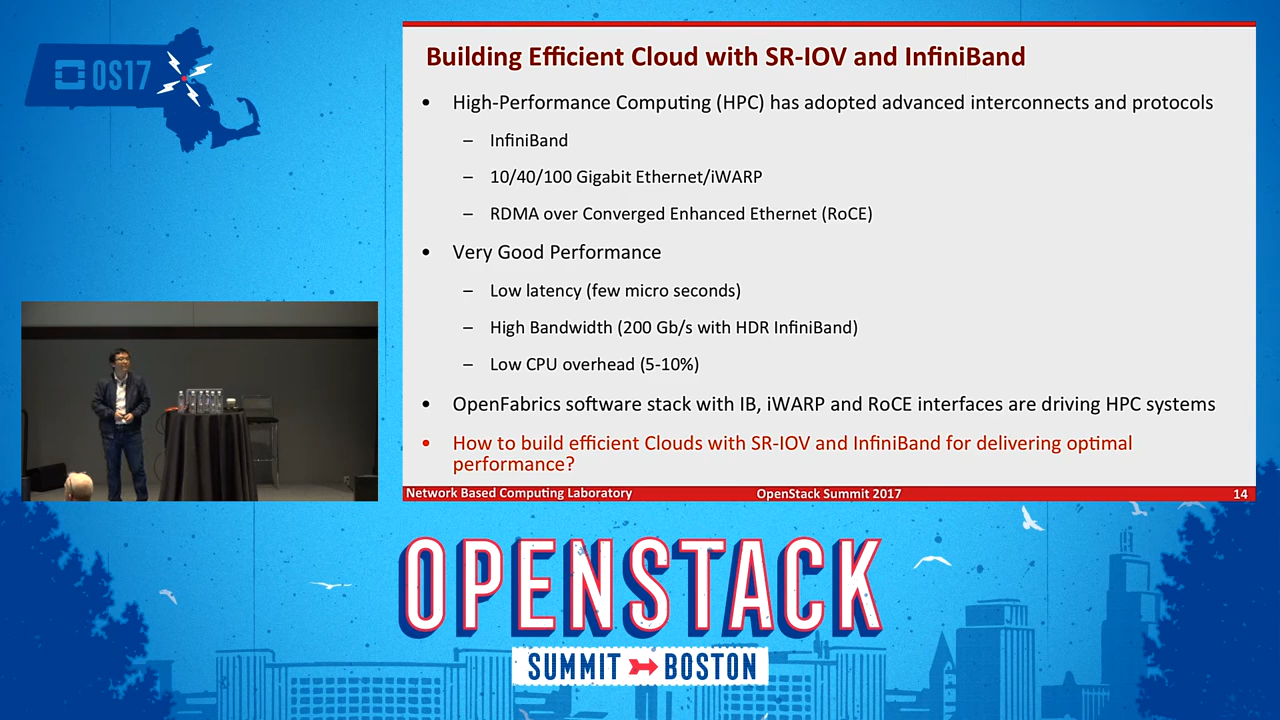 OS17
Building Efficient Cloud with SR-IOV and InfiniBand
• High-Performance Computing (HPC) has adopted advanced interconnects and protocols
– InfiniBand
– 10/40/100 Gigabit Ethernet/iWARP
– RDMA over Converged Enhanced Ethernet (RoCE)
• Very Good Performance
– Low latency (few micro seconds)
– High Bandwidth (200 Gb/s with HDR InfiniBand)
– Low CPU overhead (5-10%)
• OpenFabrics software stack with IB, iWARP and RoCE interfaces are driving HPC systems
• How to build efficient Clouds with SR-IOV and InfiniBand for delivering optimal
performance?
Network Based Computing Laboratory OpenStack Summit 2017 14
OPENSTACK
SUMMIT BOSTON